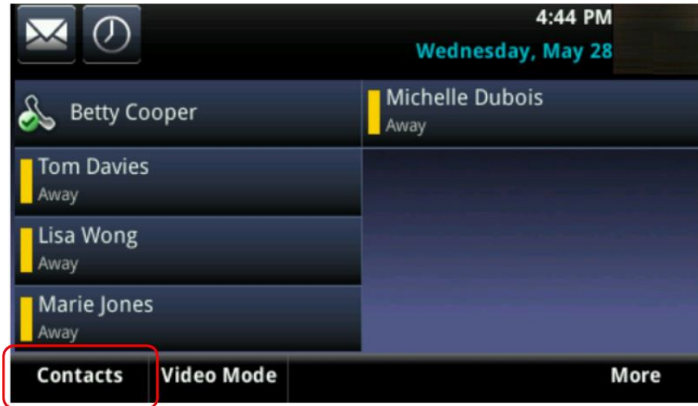 4:44 PM
Wednesday, May 28
Betty Cooper
Michelle Dubois
Away
Tom Davies
Away
Lisa Wong
Away
Marie Jones
Away
Contacts
Video Mode
More